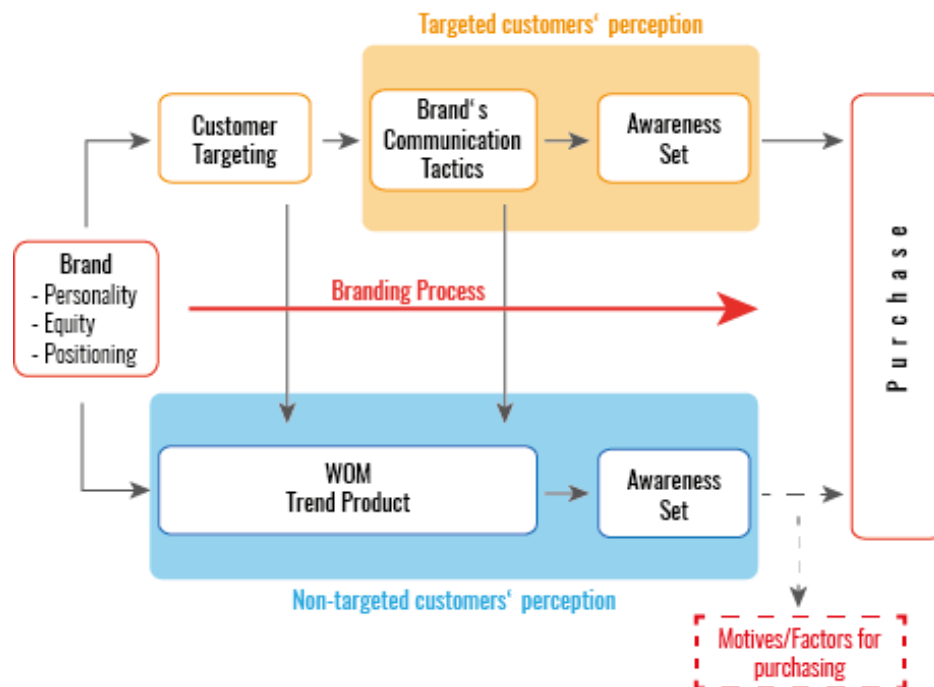 Targeted customers‘ perception
Customer
Targeting
Brand‘s
Communication
Tactics
Awareness
Set
Brand
- Personality
- Equity
- Positioning
Branding Process
Purchase
WOM
Trend Product
Awareness
Set
Non-targeted customers‘ perception
Motives/Factors for
purchasing